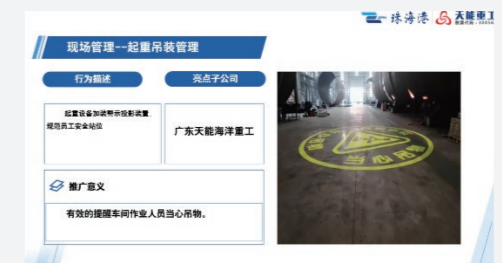 珠海港 天能重工
现场管理--起重吊装管理
行为描述 亮点子公司
起重设备加装警示投影装置
规范员工安全站位
广东天能海洋重工
推广意义
有效的提醒车间作业人员当心吊物。
当心吊物